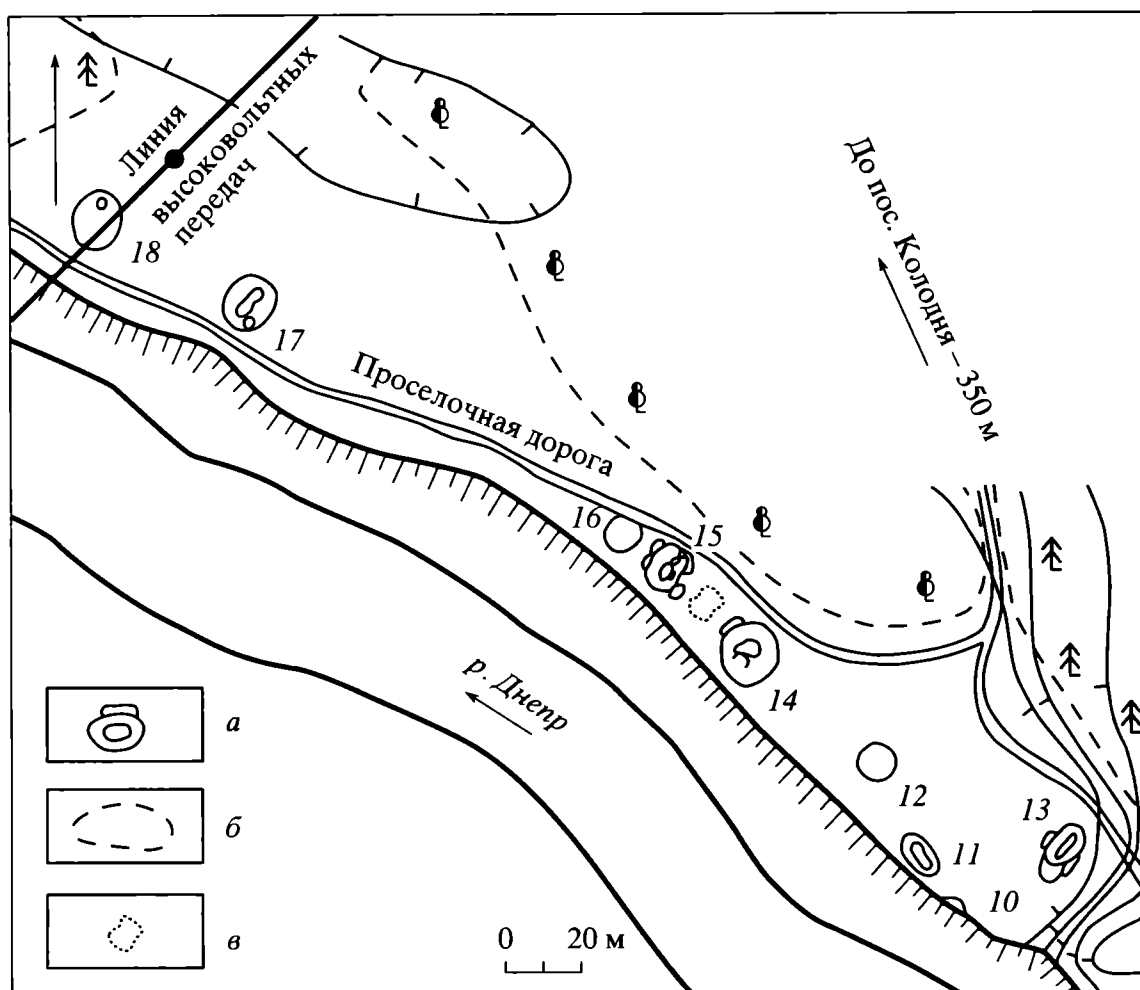 Линия
высоковольтных
передач
До пос. Колодня – 350 м
18
17
Проселочная дорога
16
15
14
р. Днепр
12
13
11
10
а
б
в
0 20 м